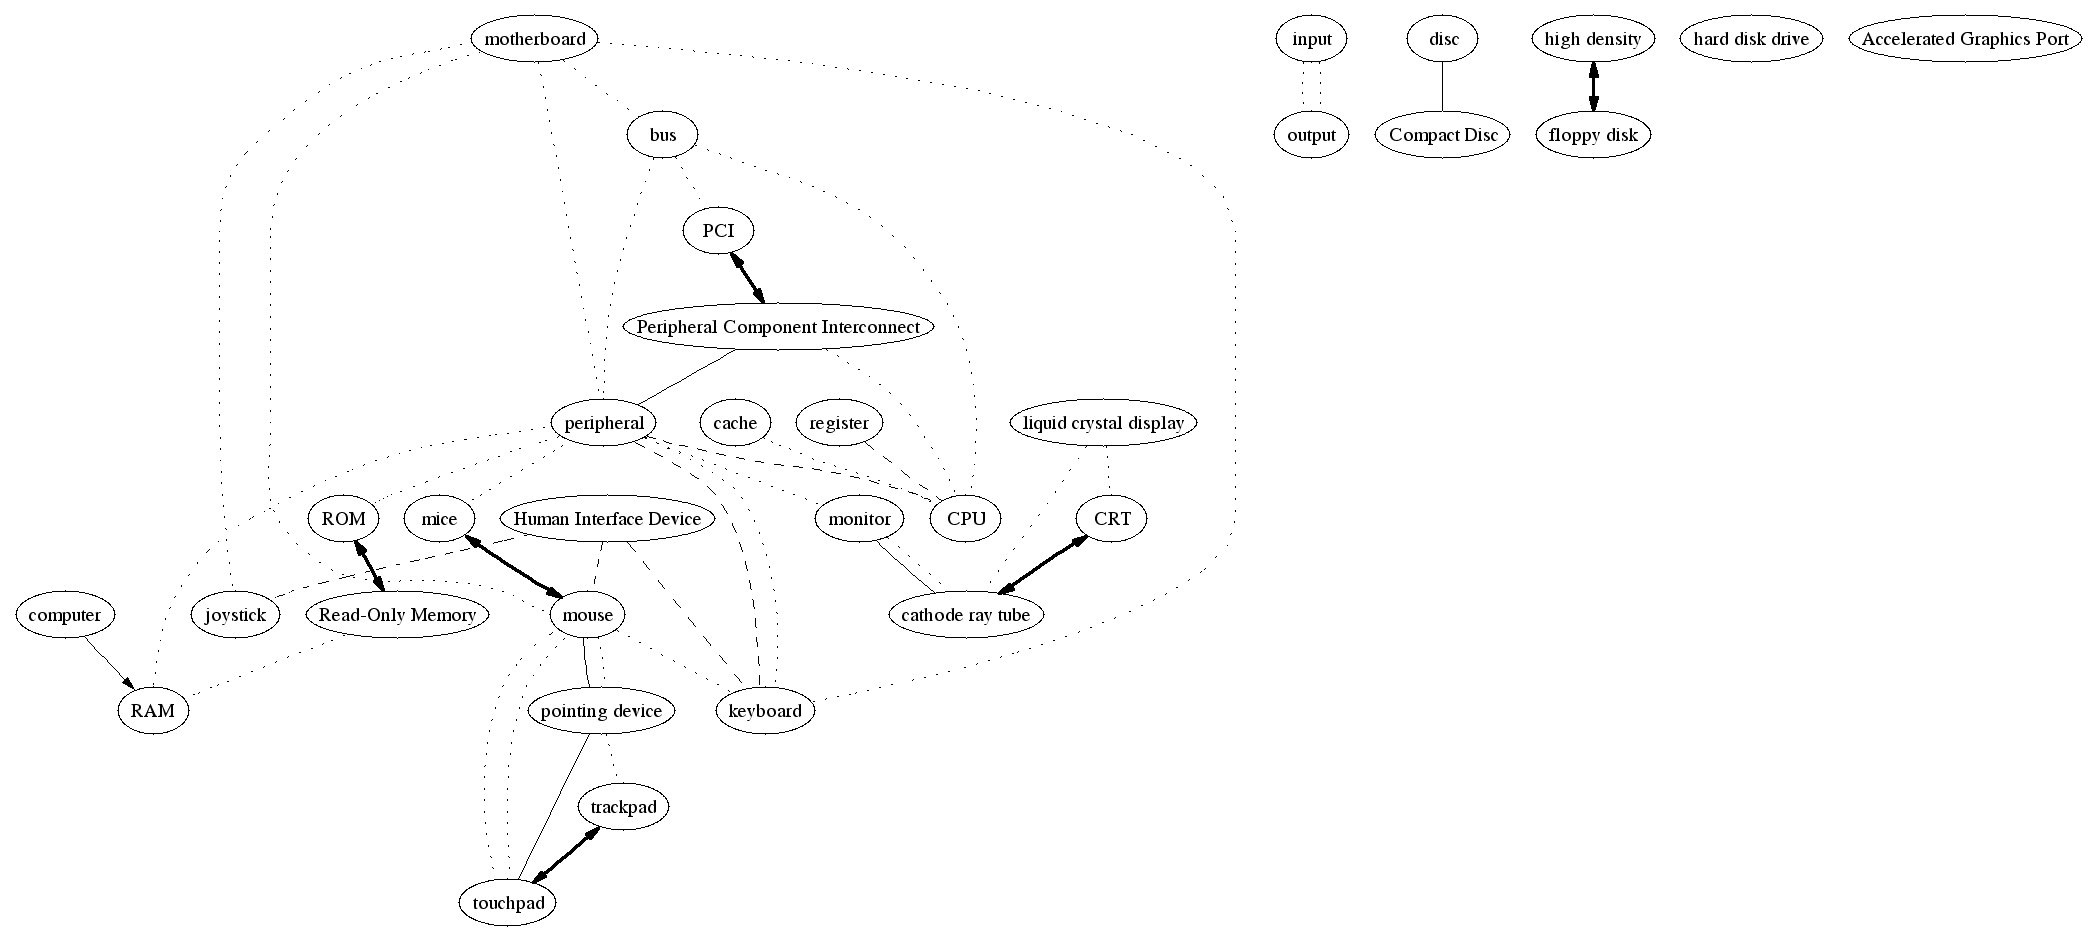 motherboard
input
disc
high density
hard disk drive
Accelerated Graphics Port
bus
output
Compact Disc
floppy disk
PCI
Peripheral Component Interconnect
peripheral
cache
register
liquid crystal display
ROM
mice
Human Interface Device
monitor
CPU
CRT
computer
joystick
Read-Only Memory
mouse
cathode ray tube
RAM
pointing device
keyboard
trackpad
touchpad